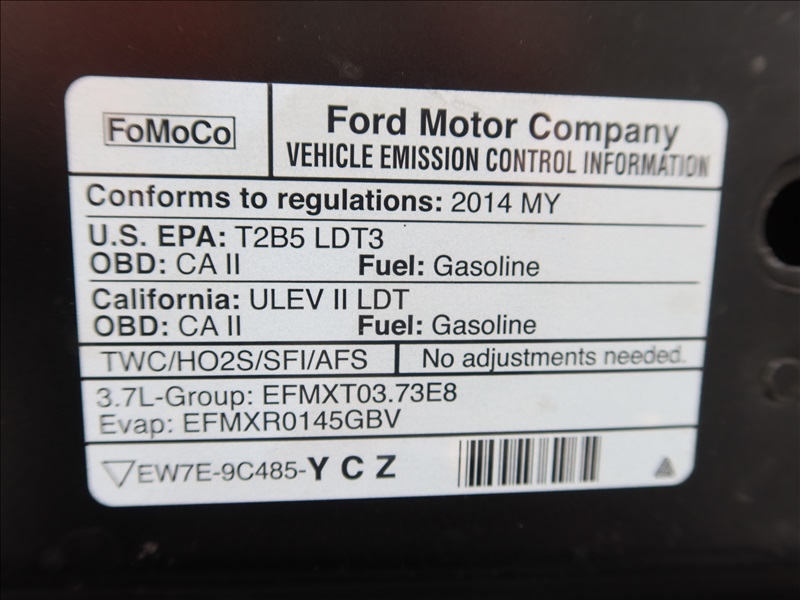 FoMoCo
Ford Motor Company
VEHICLE EMISSION CONTROL INFORMATION
Conforms to regulations: 2014 MY
U.S. EPA: T2B5 LDT3
OBD: CA II Fuel: Gasoline
California: ULEV II LDT
OBD: CA II Fuel: Gasoline
TWC/HO2S/SFI/AFS No adjustments needed.
3.7L-Group: EFMXT03.73E8
Evap: EFMXR0145GBV
EW7E-9C485-Y C Z